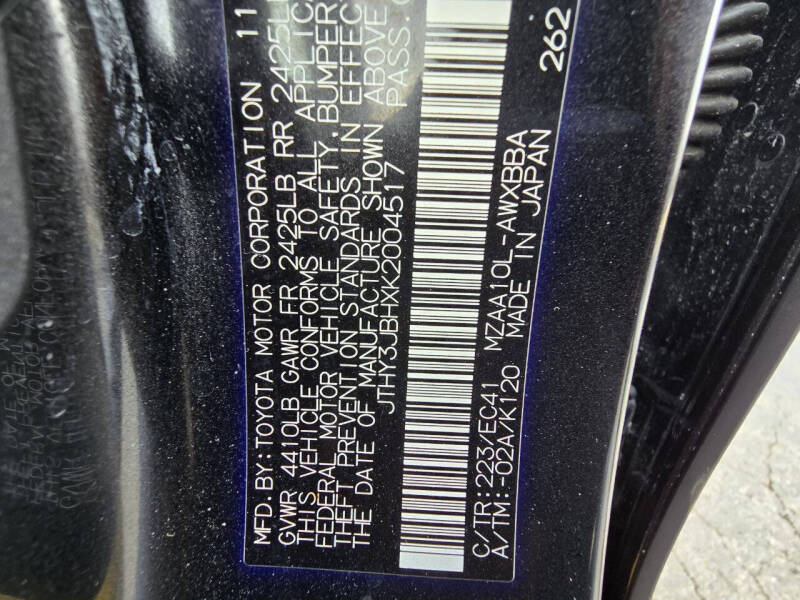 MFD.BY:TOYOTA MOTOR CORPORATION 11
GVWR 4410LB GAWR FR 2425LB RR 2425LB
THIS VEHICLE CONFORMS TO ALL
FEDERAL MOTOR VEHICLE SAFETY,BUMPER
THEFT PREVENTION STANDARDS IN EFFEC
THE DATE OF MANUFACTURE SHOWN ABOVE
JTHY3JBHXK2004517 PASS.
262
C/TR:223/EC41 MZAA10L-AWXBBA
A/TM:-02A/K120 MADE IN JAPAN